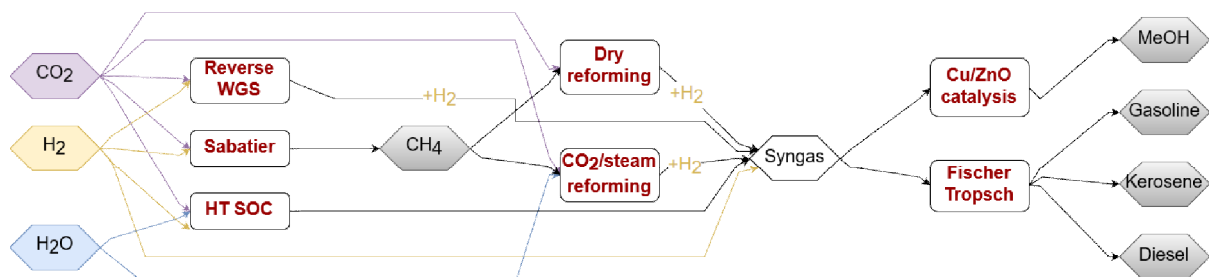 CO2
H2
H2O
Reverse
WGS
Sabatier
HT SOC
+H2
CH4
Dry
reforming
+H2
CO2/steam
reforming
+H2
Syngas
Cu/ZnO
catalysis
Fischer
Tropsch
MeOH
Gasoline
Kerosene
Diesel